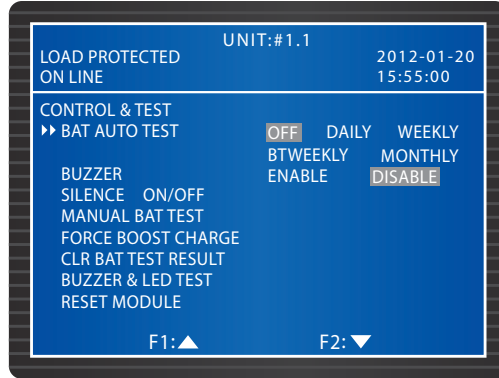 UNIT:#1.1
LOAD PROTECTED 2012-01-20
ON LINE 15:55:00
CONTROL & TEST
BAT AUTO TEST OFF DAILY WEEKLY
BTWEEKLY MONTHLY
BUZZER ENABLE DISABLE
SILENCE ON/OFF
MANUAL BAT TEST
FORCE BOOST CHARGE
CLR BAT TEST RESULT
BUZZER & LED TEST
RESET MODULE
F1: F2: